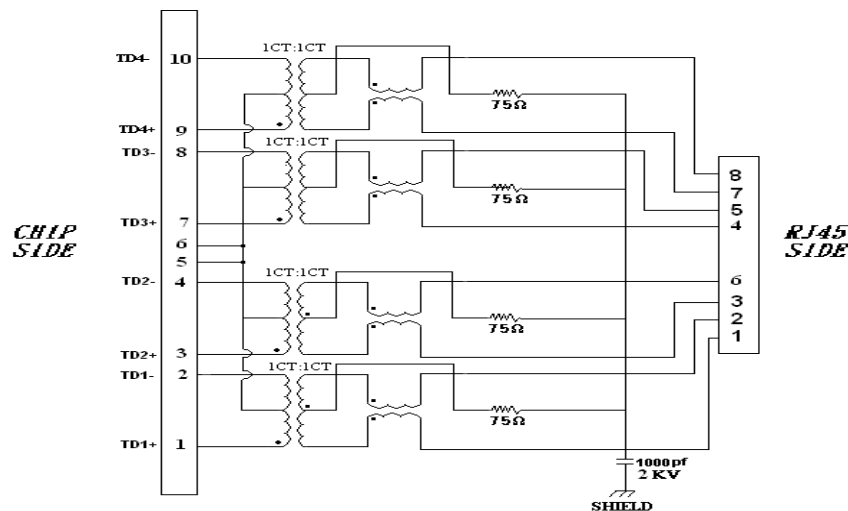 1CT:1CT
TD4- 10
75Ω
TD4+ 9
1CT:1CT
TD3- 8
8
7
75Ω
5
TD3+ 7
4
CHIP
SIDE
RJ45
SIDE
6
5
1CT:1CT
TD2- 4
6
3
75Ω
2
TD2+ 3
1
1CT:1CT
TD1- 2
75Ω
TD1+ 1
1000pf
2 KV
SHIELD